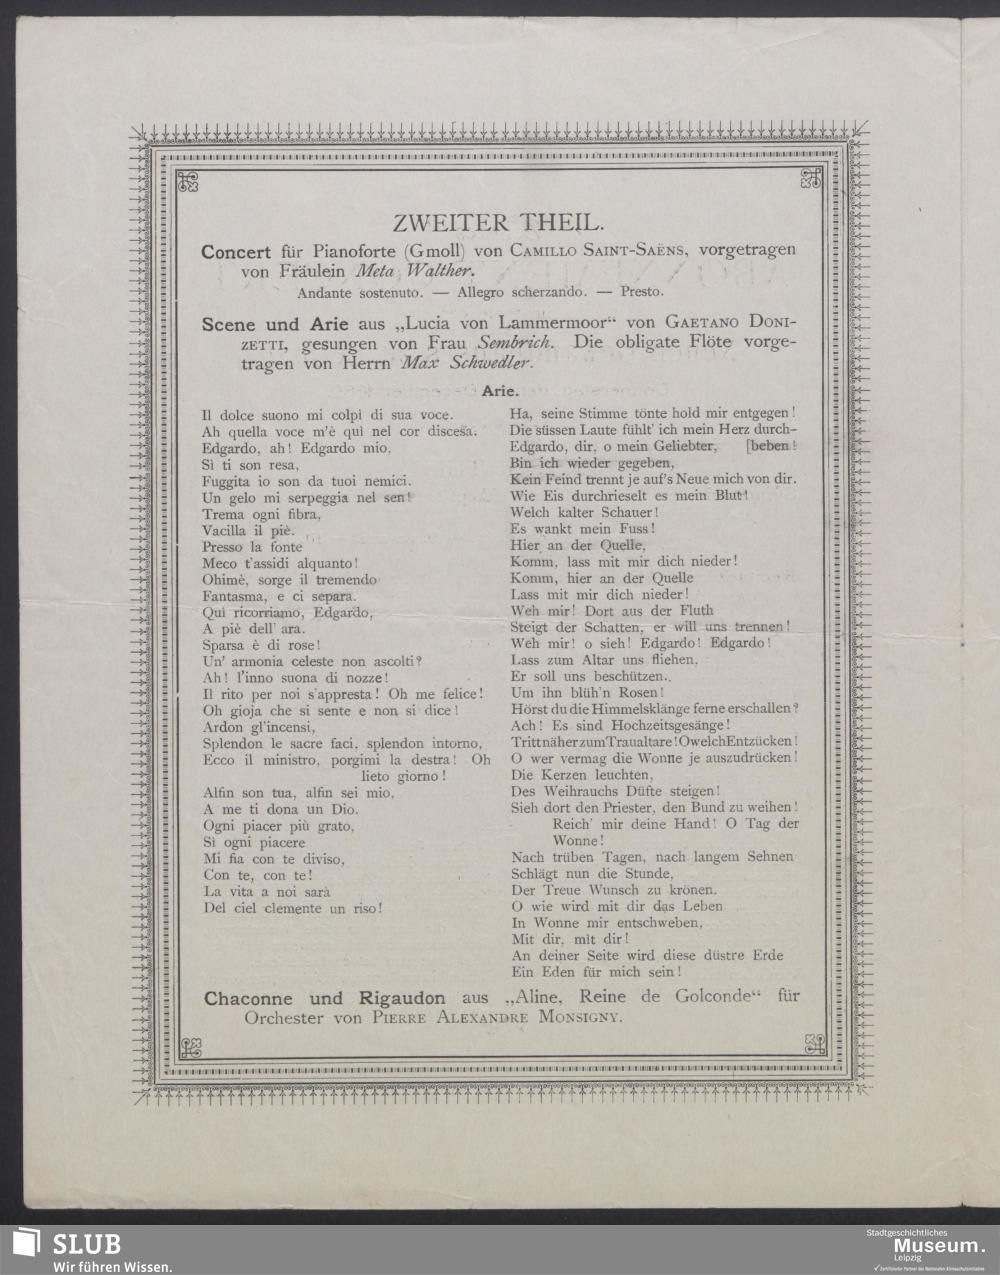 ZWEITER THEIL.
Concert für Pianoforte (Gmoll) von CAMILLO SAINT-SAËNS, vorgetragen
von Fräulein Meta Walther.
Andante sostenuto. — Allegro scherzando. — Presto.
Scene und Arie aus „Lucia von Lammermoor“ von GAETANO DONI-
ZETTI, gesungen von Frau Sembrich. Die obligate Flöte vorge-
tragen von Herrn Max Schwedler.
Arie.
Il dolce suono mi colpì di sua voce.
Ah quella voce m'è quì nel cor discesa.
Edgardo, ah! Edgardo mio,
Sì ti son resa,
Fuggita io son da tuoi nemici.
Un gelo mi serpeggia nel sen!
Trema ogni fibra,
Vacilla il piè.
Presso la fonte
Meco t'assidi alquanto!
Ohimè, sorge il tremendo
Fantasma, e ci separa.
Quì ricorriamo, Edgardo,
A piè dell' ara.
Sparsa è di rose!
Un' armonia celeste non ascolti?
Ah! l'inno suona di nozze!
Il rito per noi s'appresta! Oh me felice!
Oh gioja che si sente e non si dice!
Ardon gl'incensi,
Splendon le sacre faci, splendon intorno,
Ecco il ministro, porgimi la destra! Oh
lieto giorno!
Alfin son tua, alfin sei mio,
A me ti dona un Dio.
Ogni piacer più grato,
Sì ogni piacere
Mi fia con te diviso,
Con te, con te!
La vita a noi sarà
Del ciel clemente un riso!
Ha, seine Stimme tönte hold mir entgegen!
Die süssen Laute fühlt' ich mein Herz durch-
Edgardo, dir, o mein Geliebter, [beben!
Bin ich wieder gegeben,
Kein Feind trennt je auf's Neue mich von dir.
Wie Eis durchrieselt es mein Blut!
Welch kalter Schauer!
Es wankt mein Fuss!
Hier an der Quelle,
Komm, lass mit mir dich nieder!
Komm, hier an der Quelle
Lass mit mir dich nieder!
Weh mir! Dort aus der Fluth
Steigt der Schatten, er will uns trennen!
Weh mir! o sieh! Edgardo! Edgardo!
Lass zum Altar uns fliehen,
Er soll uns beschützen.
Um ihn blüh'n Rosen!
Hörst du die Himmelsklänge ferne erschallen?
Ach! Es sind Hochzeitsgesänge!
Tritt näher zum Traualtare! O welch Entzücken!
O wer vermag die Wonne je auszudrücken!
Die Kerzen leuchten,
Des Weihrauchs Düfte steigen!
Sieh dort den Priester, den Bund zu weihen!
Reich' mir deine Hand! O Tag der
Wonne!
Nach trüben Tagen, nach langem Sehnen
Schlägt nun die Stunde,
Der Treue Wunsch zu krönen.
O wie wird mit dir das Leben
In Wonne mir entschweben,
Mit dir, mit dir!
An deiner Seite wird diese düstre Erde
Ein Eden für mich sein!
Chaconne und Rigaudon aus „Aline, Reine de Golconde“ für
Orchester von PIERRE ALEXANDRE MONSIGNY.
SLUB
Wir führen Wissen.
Stadtgeschichtliches
Museum.
Leipzig